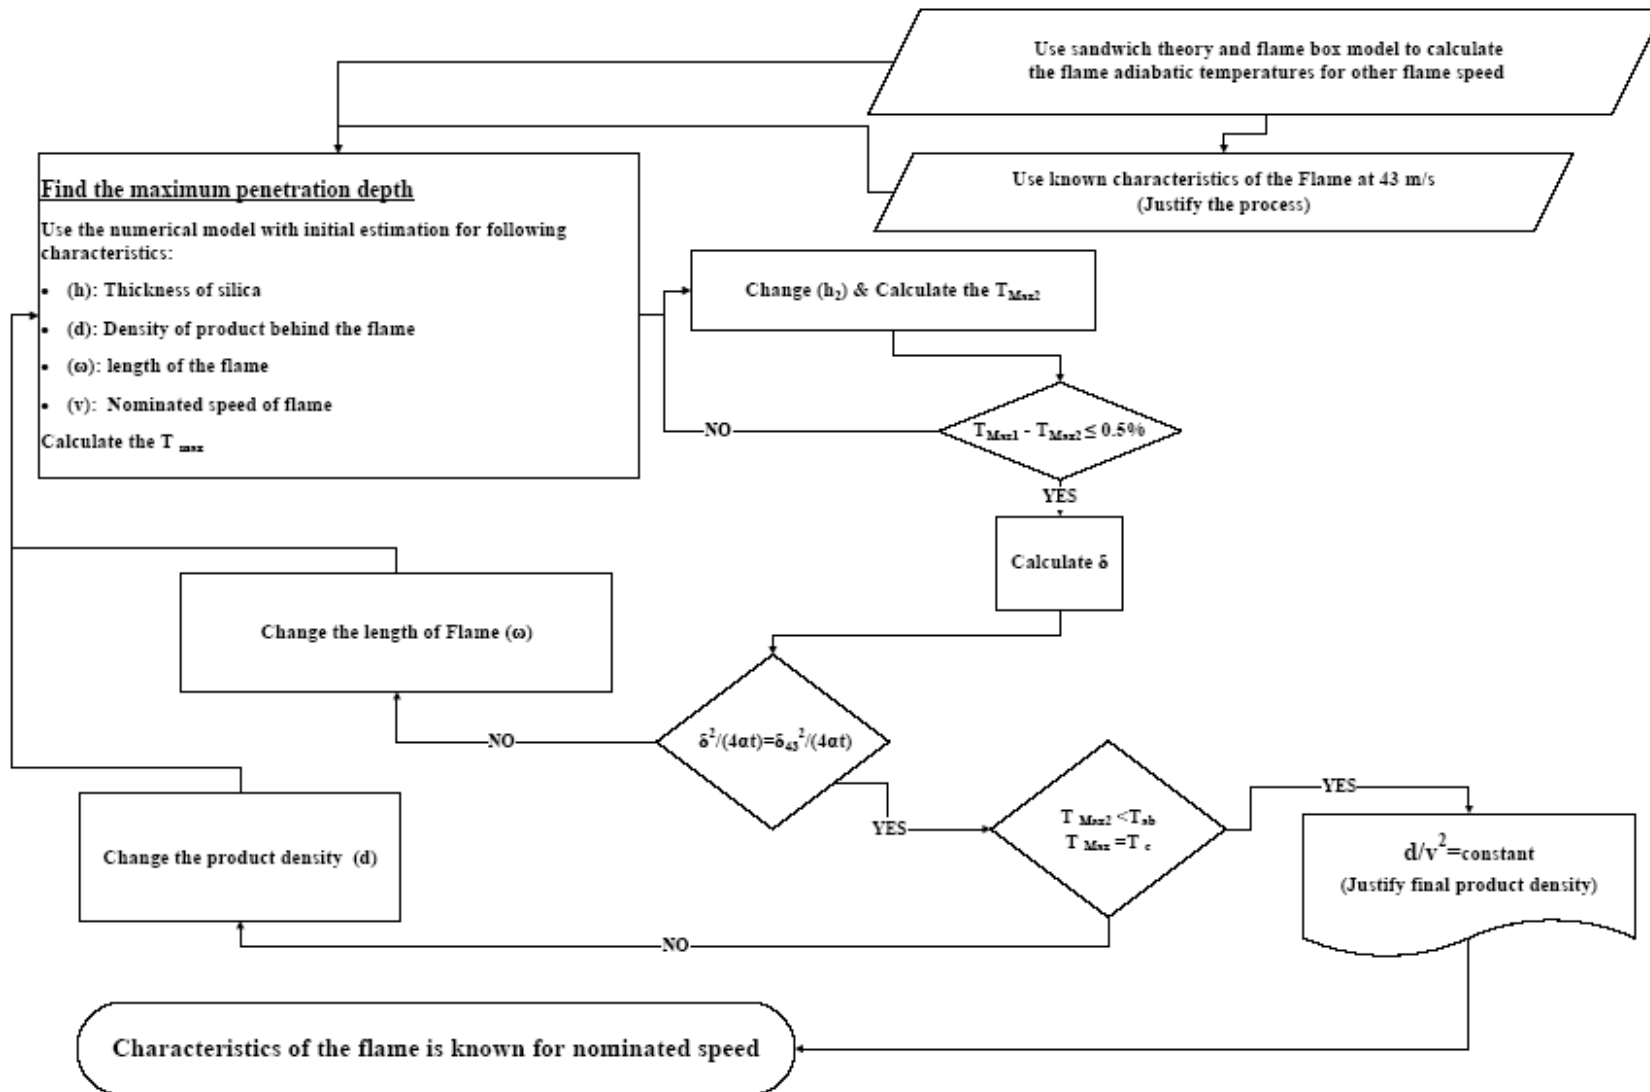 Use sandwich theory and flame box model to calculate
the flame adiabatic temperatures for other flame speed
Use known characteristics of the Flame at 43 m/s
(Justify the process)
Find the maximum penetration depth
Use the numerical model with initial estimation for following
characteristics:
• (h): Thickness of silica
• (d): Density of product behind the flame
• (ω): length of the flame
• (v): Nominated speed of flame
Calculate the T max
Change (h₂) & Calculate the T_Max2
T_Max1 - T_Max2 ≤ 0.5%
NO
YES
Calculate δ
Change the length of Flame (ω)
δ²/(4αt)=δ₄₃²/(4αt)
NO
YES
T Max2 <T_ab
T Max =T c
YES
d/v²=constant
(Justify final product density)
Change the product density (d)
NO
Characteristics of the flame is known for nominated speed